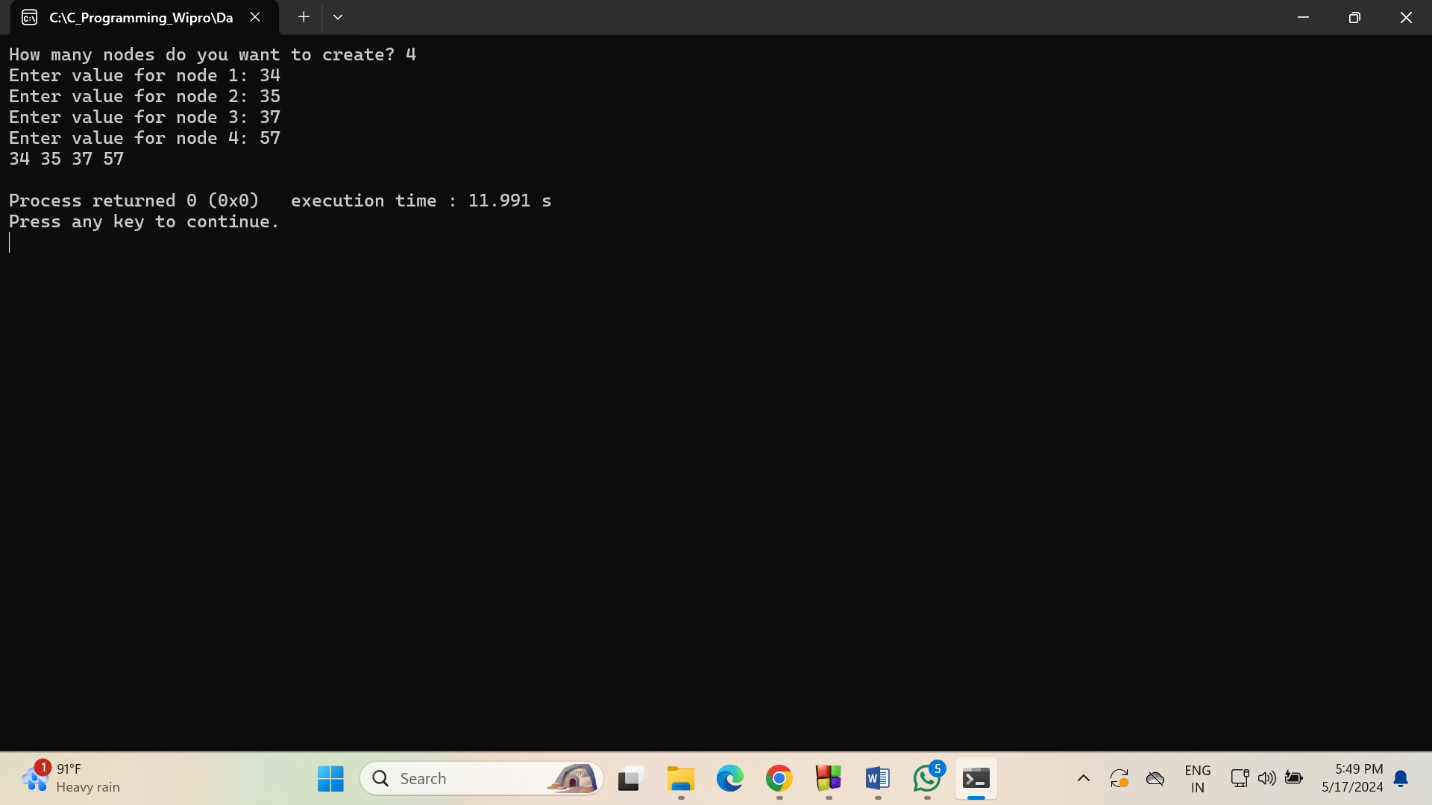 C:\C_Programming_Wipro\Da
How many nodes do you want to create? 4
Enter value for node 1: 34
Enter value for node 2: 35
Enter value for node 3: 37
Enter value for node 4: 57
34 35 37 57
Process returned 0 (0x0)   execution time : 11.991 s
Press any key to continue.
1
91°F
Heavy rain
Search
W
5
ENG
IN
5:49 PM
5/17/2024